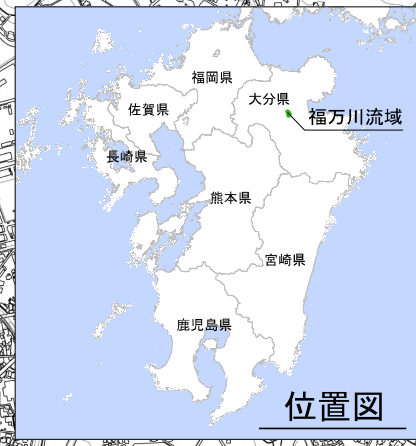 福岡県
大分県
佐賀県
福万川流域
長崎県
熊本県
宮崎県
鹿児島県
位置図